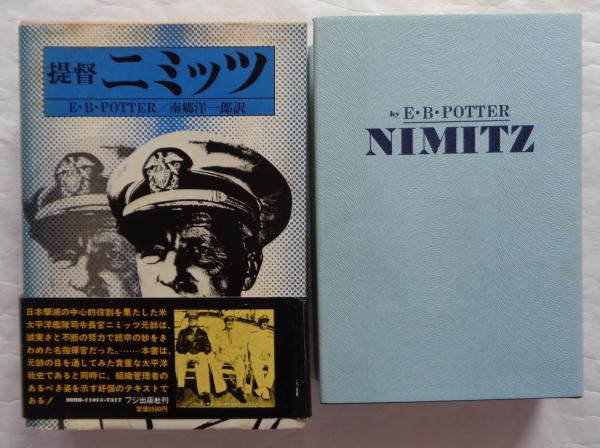 提督ニミッツ
E・B・POTTER/南郷洋一郎訳
日本撃滅の中心的役割を果たした米
太平洋艦隊司令長官ニミッツ元帥は、
誠実さと不断の努力で統卒の妙をき
わめた名指揮官だった。………本書は、
元帥の目を通してみた貴重な太平洋
戦史であると同時に、組織管理者の
あるべき姿を示す好個のテキストで
ある!
フジ出版社刊
定価3500円
by E・B・POTTER
NIMITZ